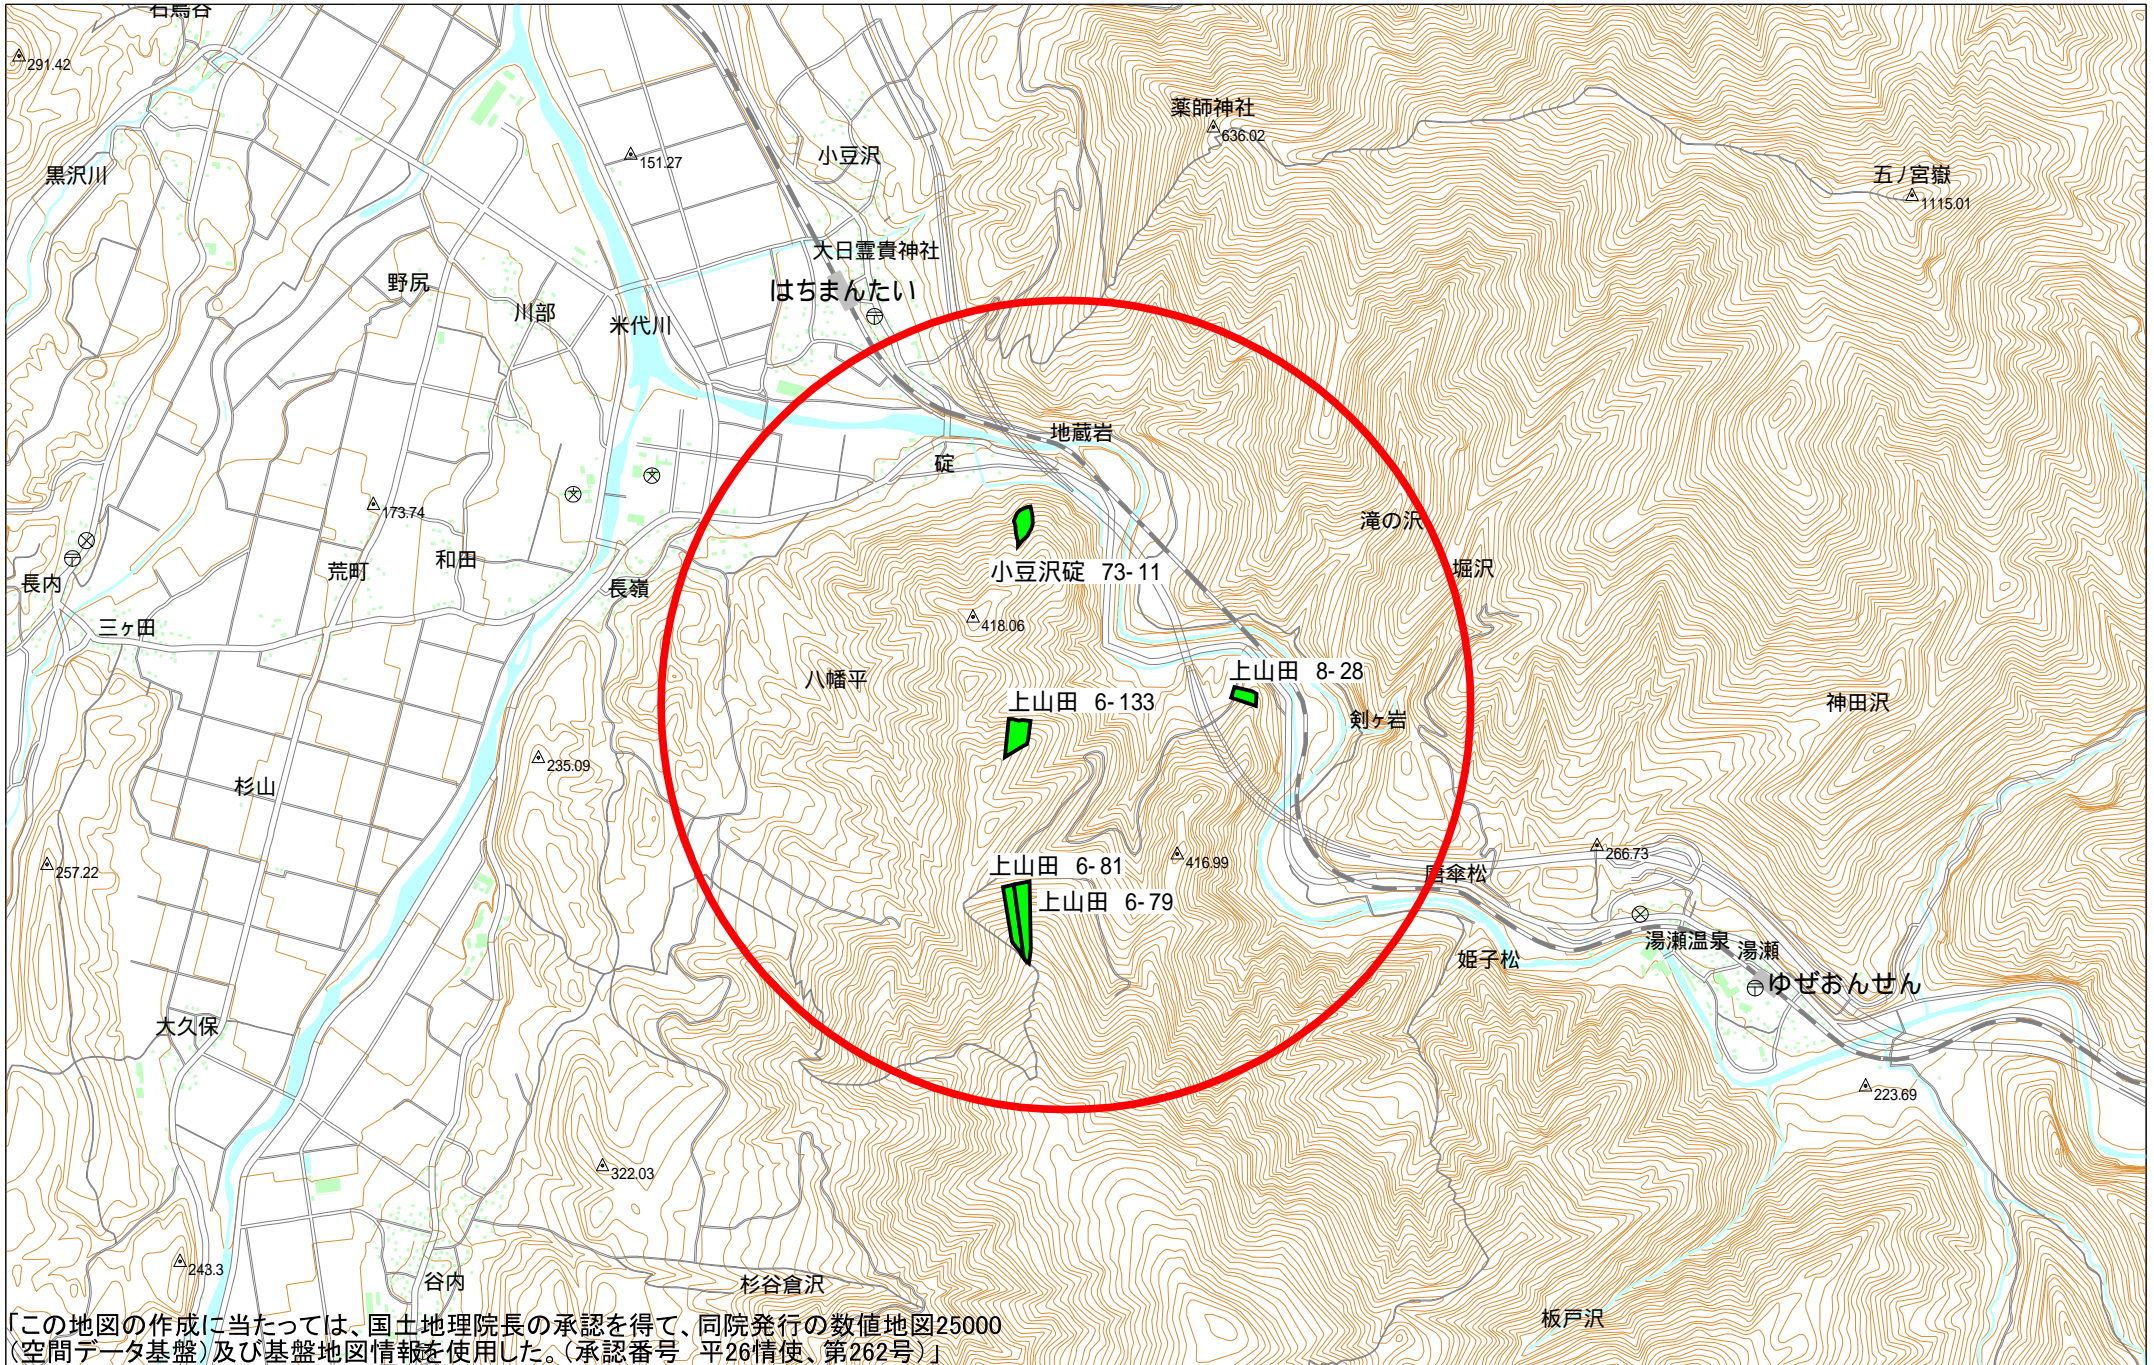 石鳥谷
291.42
薬師神社
636.02
151.27
小豆沢
黒沢川
五ノ宮嶽
1115.01
大日霊貴神社
野尻
はちまんたい
川部
米代川
地蔵岩
碇
173.74
滝の沢
和田
荒町
長内
長嶺
小豆沢碇 73-11
堀沢
三ヶ田
418.06
八幡平
上山田 8-28
上山田 6-133
神田沢
剣ヶ岩
235.09
杉山
257.22
416.99
266.73
上山田 6-81
唐傘松
上山田 6-79
湯瀬温泉
湯瀬
姫子松
ゆぜおんせん
大久保
223.69
322.03
243.3
谷内
杉谷倉沢
板戸沢
「この地図の作成に当たっては、国土地理院長の承認を得て、同院発行の数値地図25000
(空間データ基盤)及び基盤地図情報を使用した。(承認番号 平26情使、第262号)」